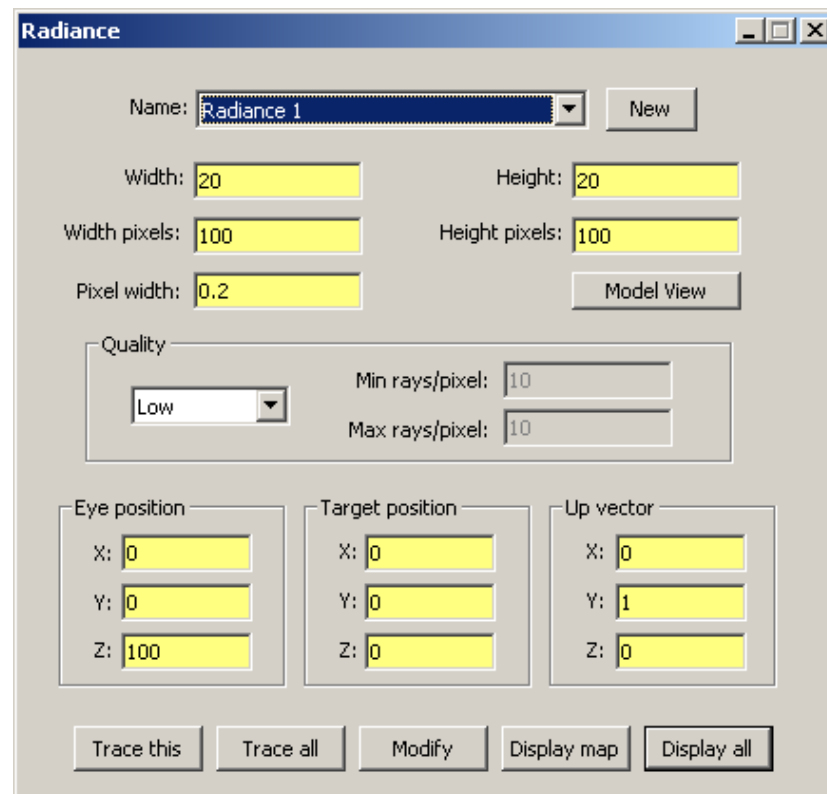 Radiance
Name: Radiance 1 New
Width: 20 Height: 20
Width pixels: 100 Height pixels: 100
Pixel width: 0.2 Model View
Quality
Low Min rays/pixel: 10
Max rays/pixel: 10
Eye position Target position Up vector
X: 0 X: 0 X: 0
Y: 0 Y: 0 Y: 1
Z: 100 Z: 0 Z: 0
Trace this Trace all Modify Display map Display all